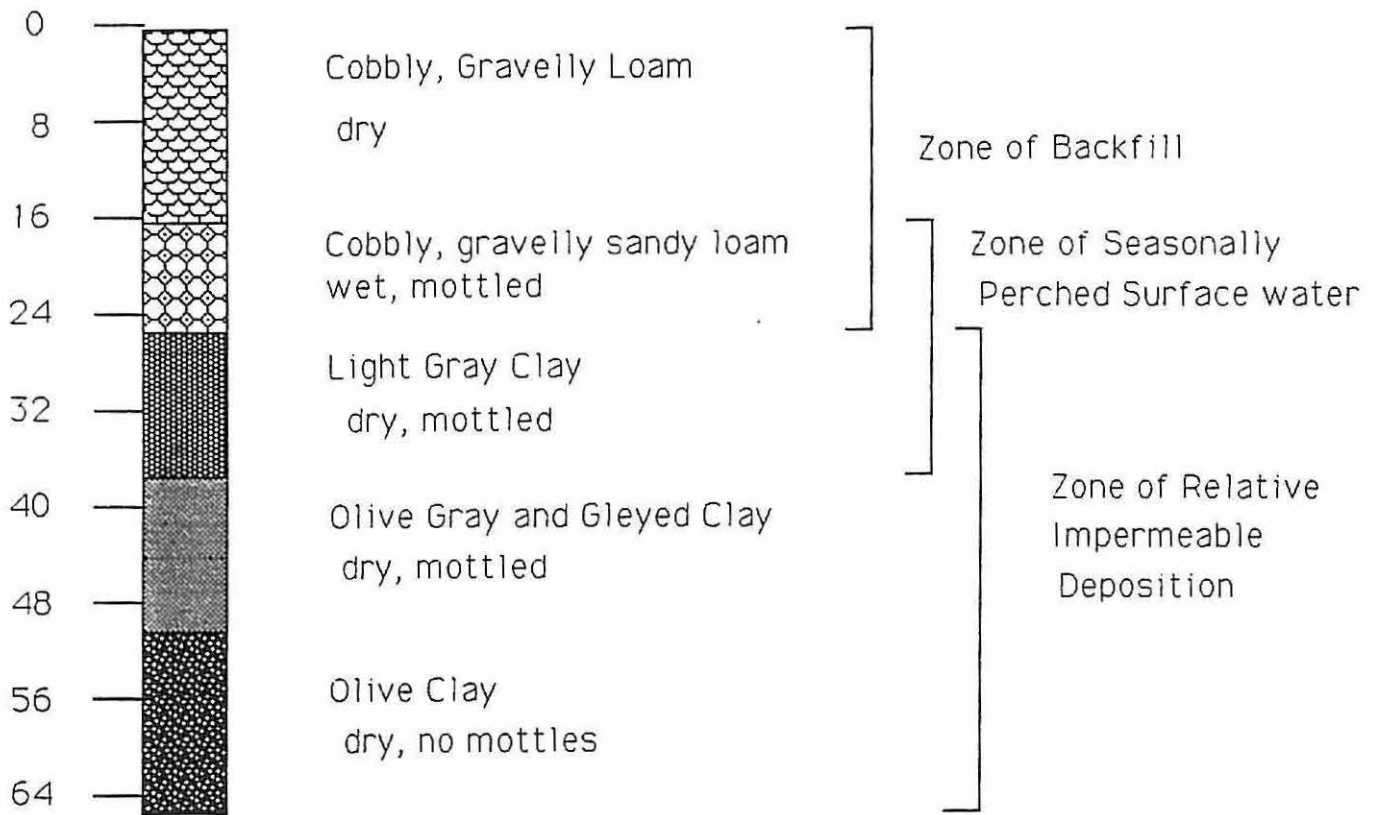 0
8
16
24
32
40
48
56
64
Cobbly, Gravelly Loam
dry
Cobbly, gravelly sandy loam
wet, mottled
Light Gray Clay
dry, mottled
Olive Gray and Gleyed Clay
dry, mottled
Olive Clay
dry, no mottles
Zone of Backfill
Zone of Seasonally
Perched Surface water
Zone of Relative
Impermeable
Deposition